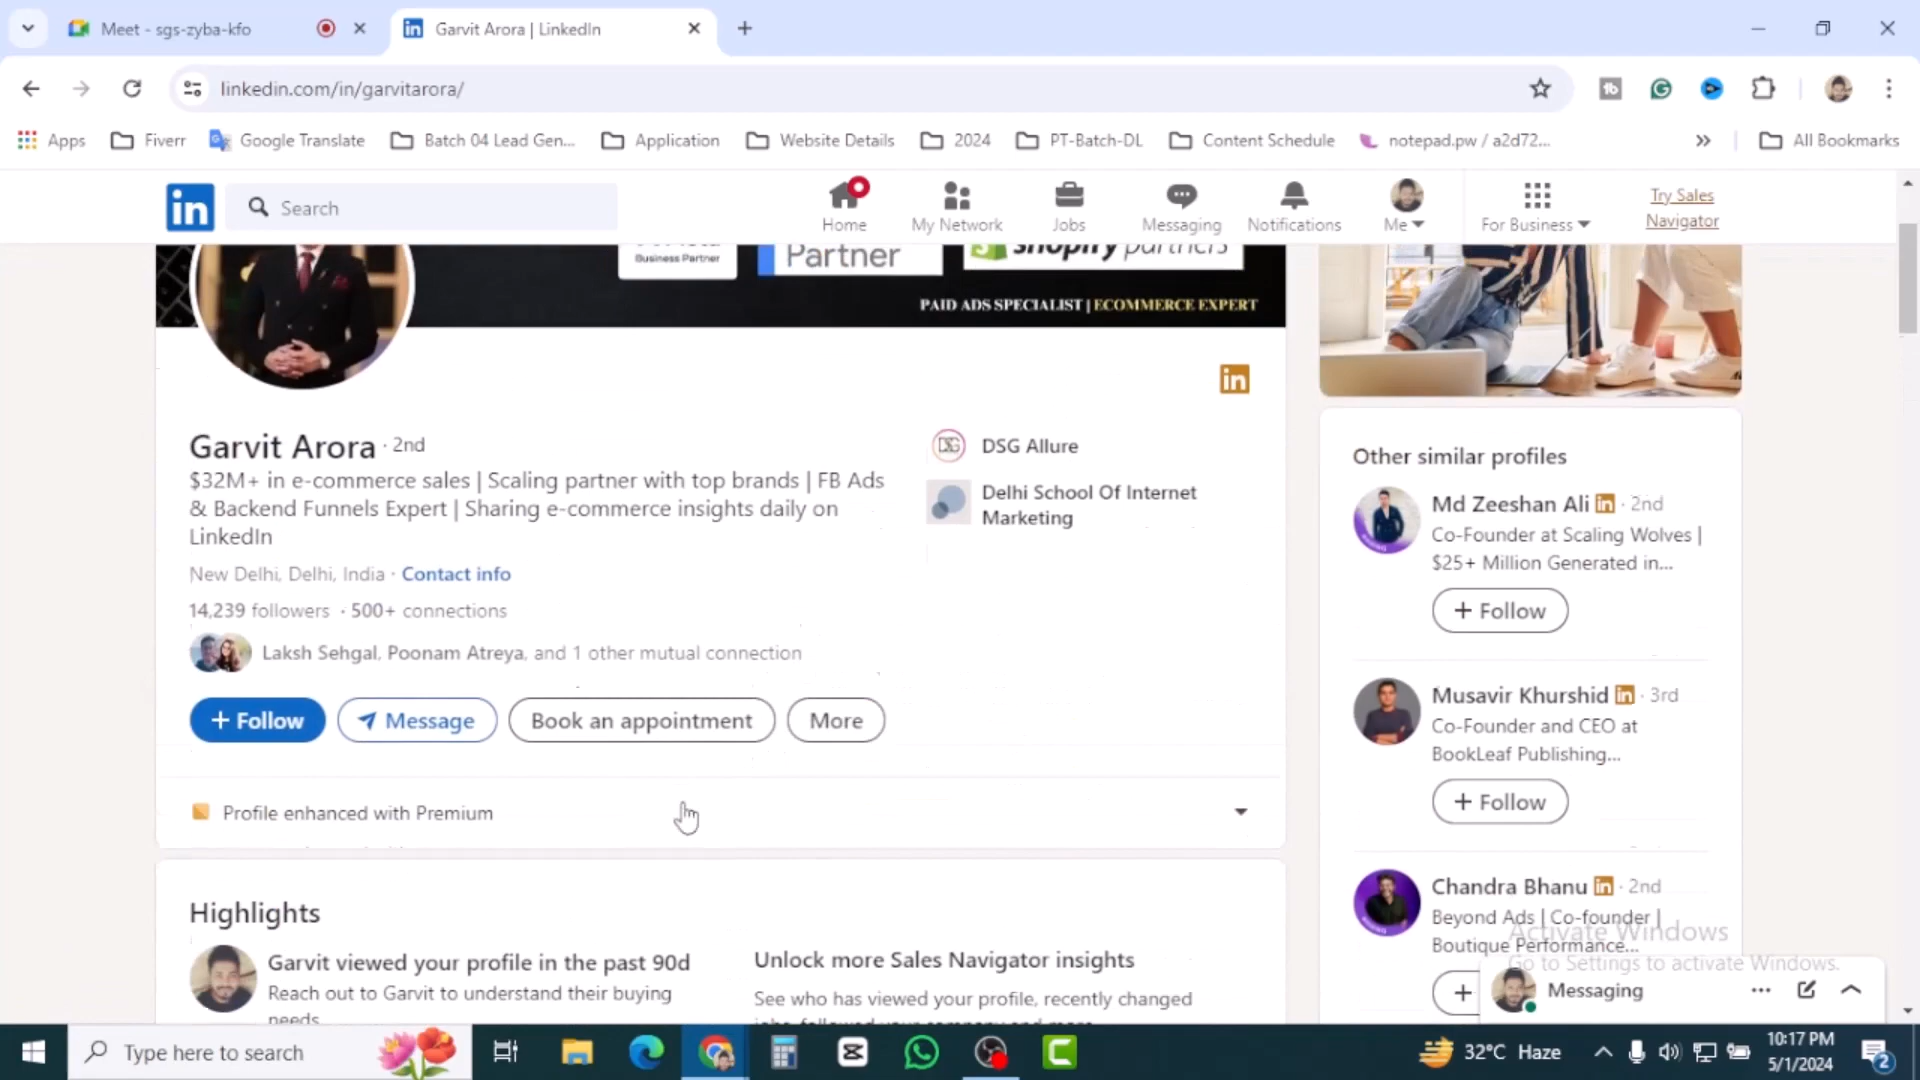 Meet - sgs-zyba-kfo
Garvit Arora | LinkedIn
linkedin.com/in/garvitarora/
Apps
Fiverr
Google Translate
Batch 04 Lead Gen...
Application
Website Details
2024
PT-Batch-DL
Content Schedule
notepad.pw / a2d72...
All Bookmarks
Search
Home
My Network
Jobs
Messaging
Notifications
Me
For Business
Try Sales
Navigator
Business Partner
Partner
shopify partners
PAID ADS SPECIALIST | ECOMMERCE EXPERT
Garvit Arora · 2nd
$32M+ in e-commerce sales | Scaling partner with top brands | FB Ads
& Backend Funnels Expert | Sharing e-commerce insights daily on
LinkedIn
New Delhi, Delhi, India · Contact info
14,239 followers · 500+ connections
Laksh Sehgal, Poonam Atreya, and 1 other mutual connection
+ Follow
Message
Book an appointment
More
DSG Allure
Delhi School Of Internet
Marketing
Profile enhanced with Premium
Highlights
Garvit viewed your profile in the past 90d
Reach out to Garvit to understand their buying
needs
Unlock more Sales Navigator insights
See who has viewed your profile, recently changed
Other similar profiles
Md Zeeshan Ali · 2nd
Co-Founder at Scaling Wolves |
$25+ Million Generated in...
+ Follow
Musavir Khurshid · 3rd
Co-Founder and CEO at
BookLeaf Publishing...
+ Follow
Chandra Bhanu · 2nd
Beyond Ads | Co-founder |
Boutique Performance...
Activate Windows
Go to Settings to activate Windows.
Messaging
Type here to search
32°C Haze
10:17 PM
5/1/2024
2